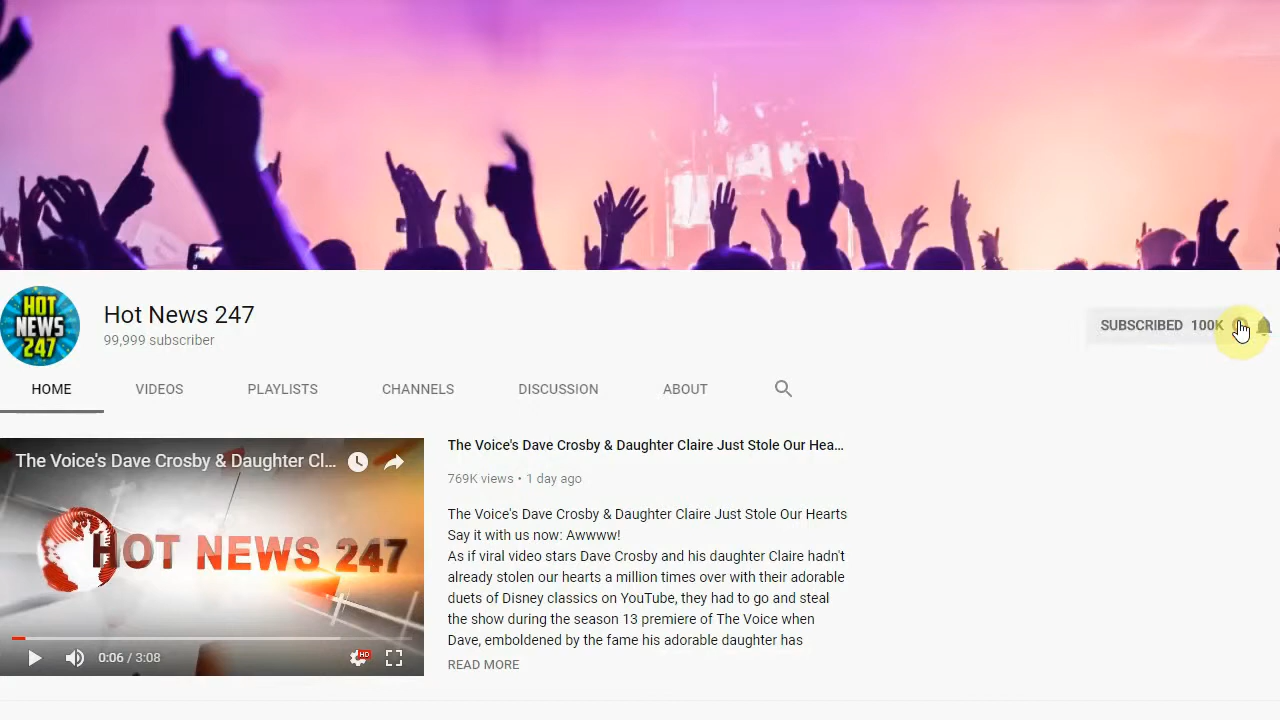 HOT
NEWS
247
Hot News 247
99,999 subscriber
SUBSCRIBED 100K
HOME VIDEOS PLAYLISTS CHANNELS DISCUSSION ABOUT
The Voice's Dave Crosby & Daughter Cl...
HOT NEWS 247
0:06 / 3:08
HD
The Voice's Dave Crosby & Daughter Claire Just Stole Our Hea...
769K views • 1 day ago
The Voice's Dave Crosby & Daughter Claire Just Stole Our Hearts
Say it with us now: Awwww!
As if viral video stars Dave Crosby and his daughter Claire hadn't
already stolen our hearts a million times over with their adorable
duets of Disney classics on YouTube, they had to go and steal
the show during the season 13 premiere of The Voice when
Dave, emboldened by the fame his adorable daughter has
READ MORE